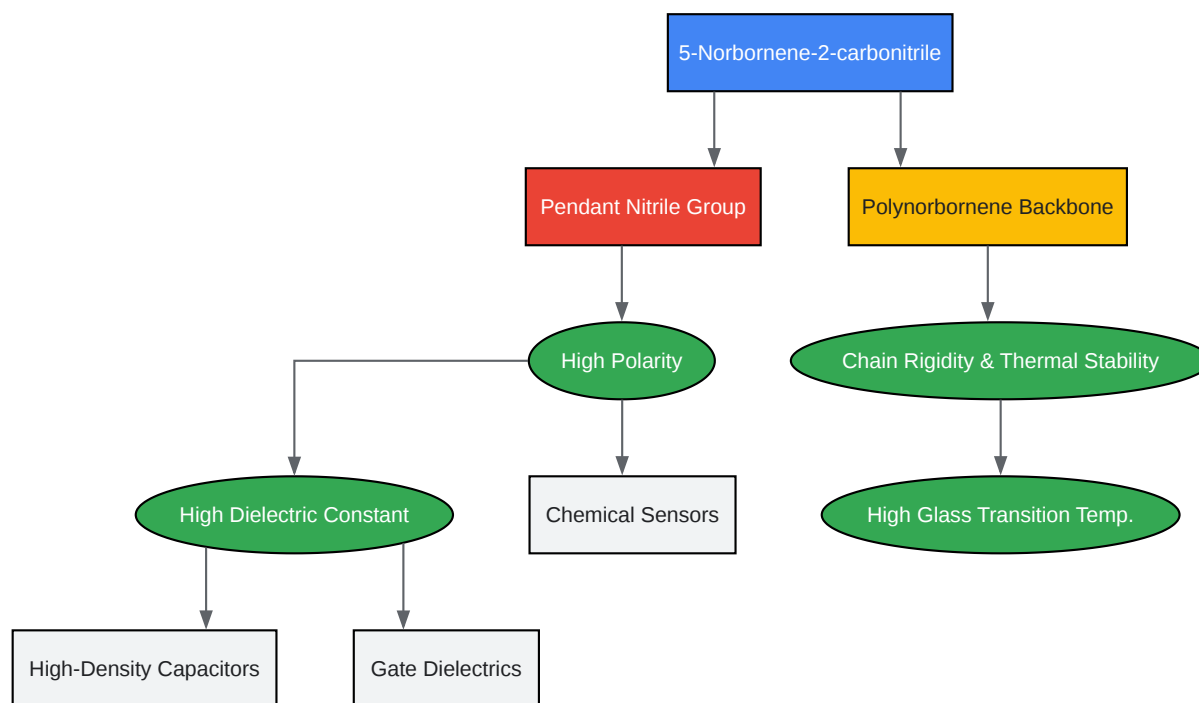 5-Norbornene-2-carbonitrile
Pendant Nitrile Group
Polynorbornene Backbone
High Polarity
Chain Rigidity & Thermal Stability
High Dielectric Constant
Chemical Sensors
High Glass Transition Temp.
High-Density Capacitors
Gate Dielectrics